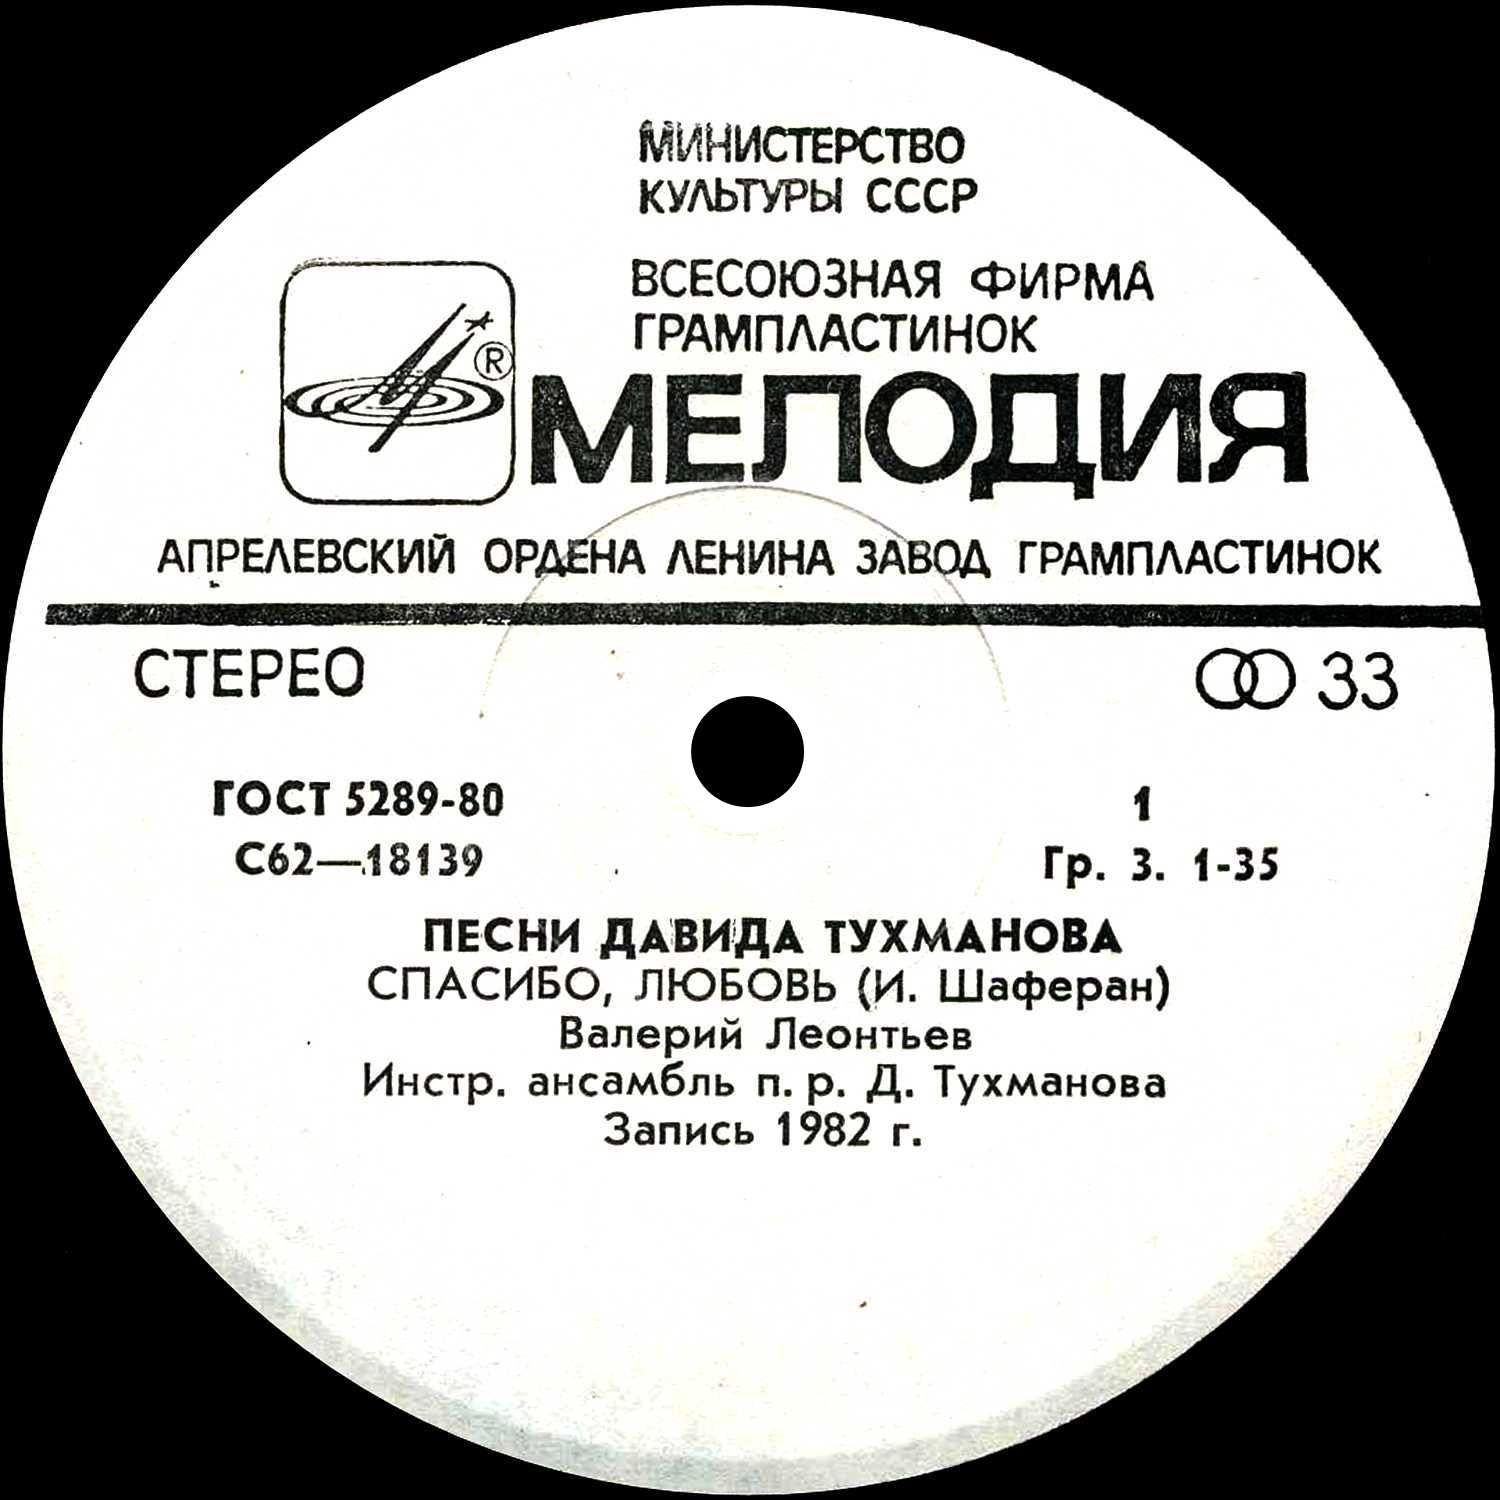 МИНИСТЕРСТВО
КУЛЬТУРЫ СССР
ВСЕСОЮЗНАЯ ФИРМА
ГРАМПЛАСТИНОК
®
МЕЛОДИЯ
АПРЕЛЕВСКИЙ ОРДЕНА ЛЕНИНА ЗАВОД ГРАМПЛАСТИНОК
СТЕРЕО
33
ГОСТ 5289-80
1
С62—18139
Гр. 3. 1-35
ПЕСНИ ДАВИДА ТУХМАНОВА
СПАСИБО, ЛЮБОВЬ (И. Шаферан)
Валерий Леонтьев
Инстр. ансамбль п. р. Д. Тухманова
Запись 1982 г.